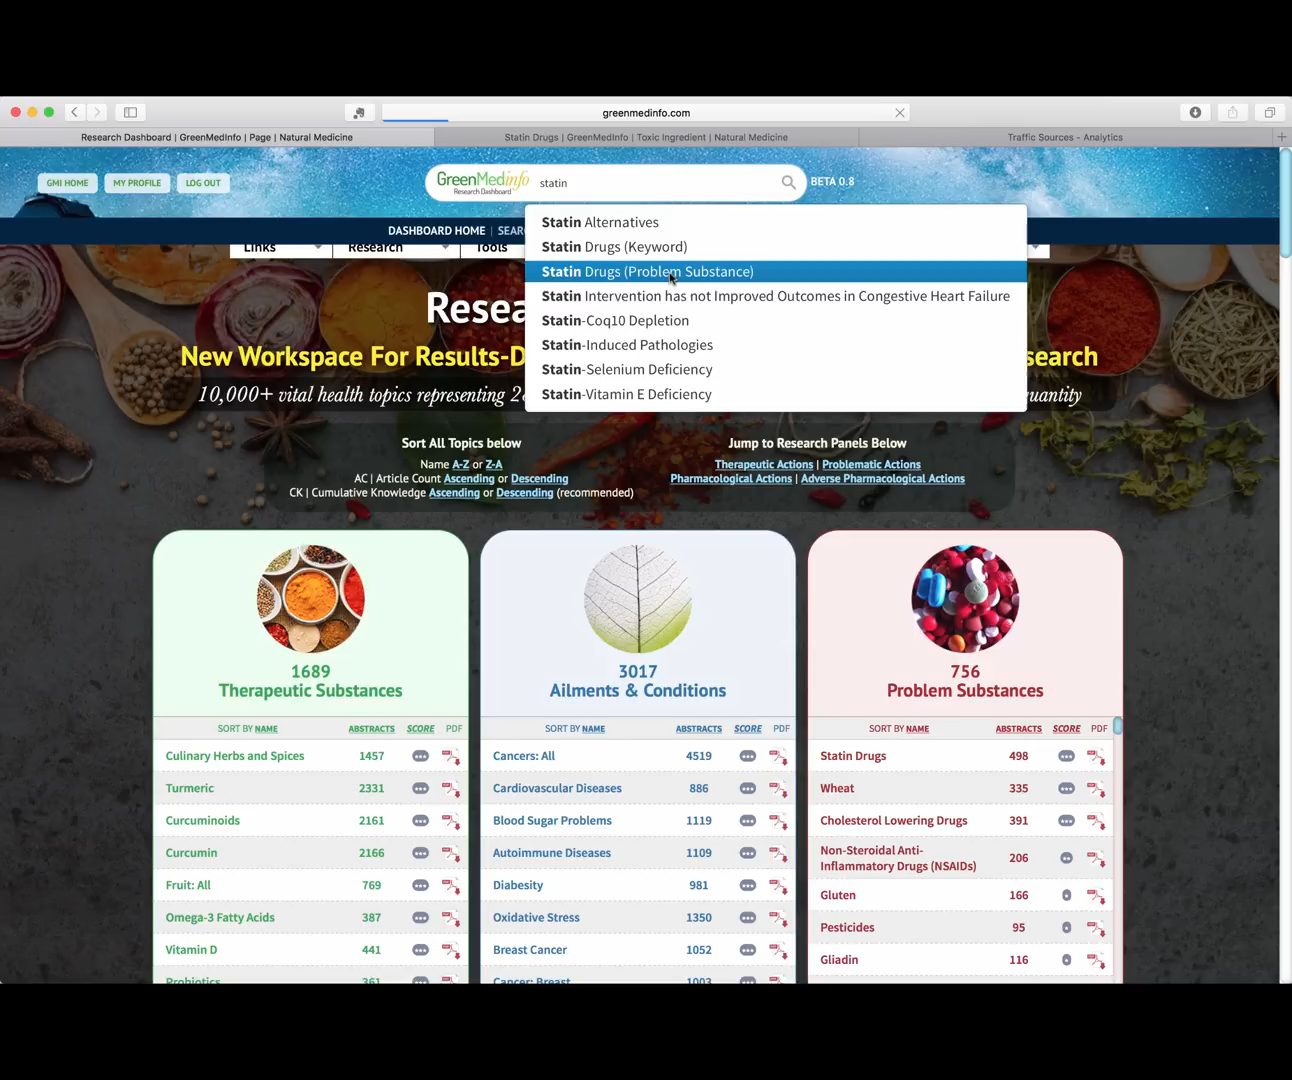 greenmedinfo.com
Research Dashboard | GreenMedInfo | Page | Natural Medicine
Statin Drugs | GreenMedInfo | Toxic Ingredient | Natural Medicine
Traffic Sources - Analytics
GMI HOME
MY PROFILE
LOG OUT
GreenMedinfo
Research Dashboard
statin
BETA 0.8
DASHBOARD HOME | SEAR
Links
Research
Tools
Statin Alternatives
Statin Drugs (Keyword)
Statin Drugs (Problem Substance)
Statin Intervention has not Improved Outcomes in Congestive Heart Failure
Statin-Coq10 Depletion
Statin-Induced Pathologies
Statin-Selenium Deficiency
Statin-Vitamin E Deficiency
Resea
New Workspace For Results-D
search
10,000+ vital health topics representing 2
uantity
Sort All Topics below
Name A-Z or Z-A
AC | Article Count Ascending or Descending
CK | Cumulative Knowledge Ascending or Descending (recommended)
Jump to Research Panels Below
Therapeutic Actions | Problematic Actions
Pharmacological Actions | Adverse Pharmacological Actions
1689
Therapeutic Substances
SORT BY NAME ABSTRACTS SCORE PDF
Culinary Herbs and Spices 1457
Turmeric 2331
Curcuminoids 2161
Curcumin 2166
Fruit: All 769
Omega-3 Fatty Acids 387
Vitamin D 441
Probiotics 361
3017
Ailments & Conditions
SORT BY NAME ABSTRACTS SCORE PDF
Cancers: All 4519
Cardiovascular Diseases 886
Blood Sugar Problems 1119
Autoimmune Diseases 1109
Diabesity 981
Oxidative Stress 1350
Breast Cancer 1052
Cancer: Breast 1003
756
Problem Substances
SORT BY NAME ABSTRACTS SCORE PDF
Statin Drugs 498
Wheat 335
Cholesterol Lowering Drugs 391
Non-Steroidal Anti-
Inflammatory Drugs (NSAIDs) 206
Gluten 166
Pesticides 95
Gliadin 116